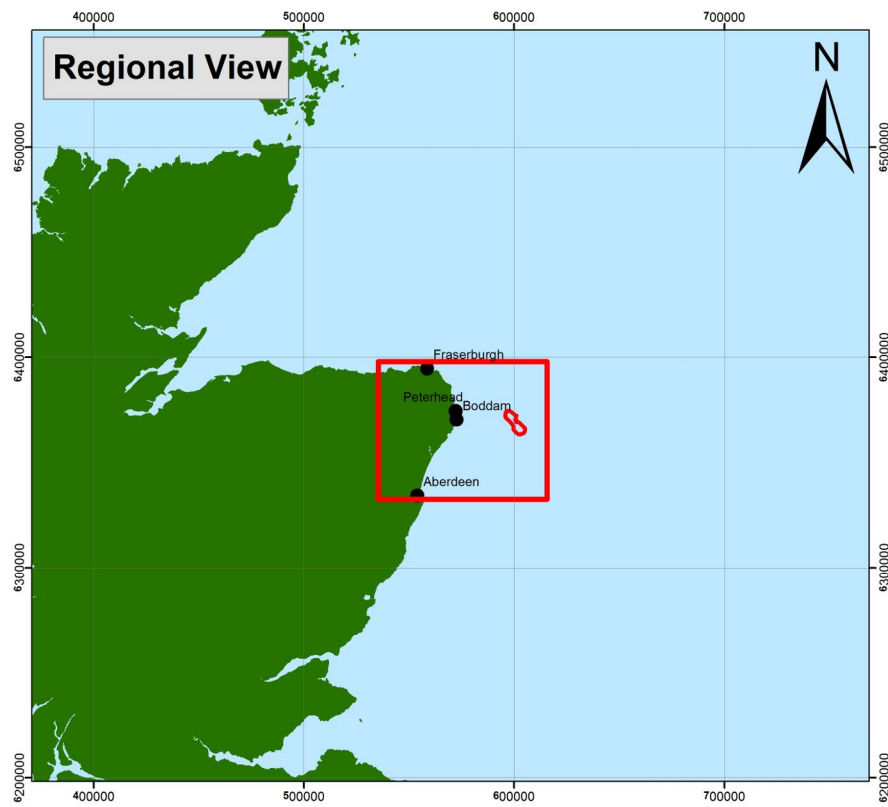 400000 500000 600000 700000
Regional View
N
6500000 6500000
6400000 6400000
Fraserburgh
Peterhead
Boddam
Aberdeen
6300000 6300000
6200000 6200000
400000 500000 600000 700000